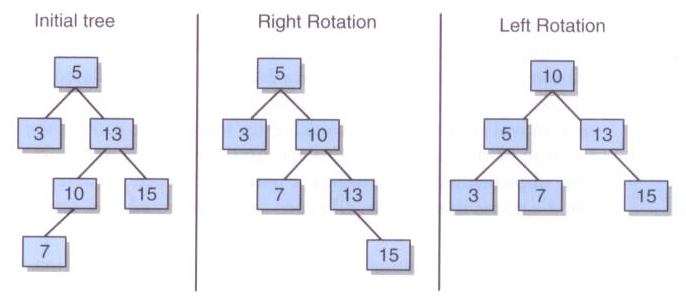 Initial tree
Right Rotation
Left Rotation
5
3 13
10 15
7
5
3 10
7 13
15
10
5 13
3 7 15